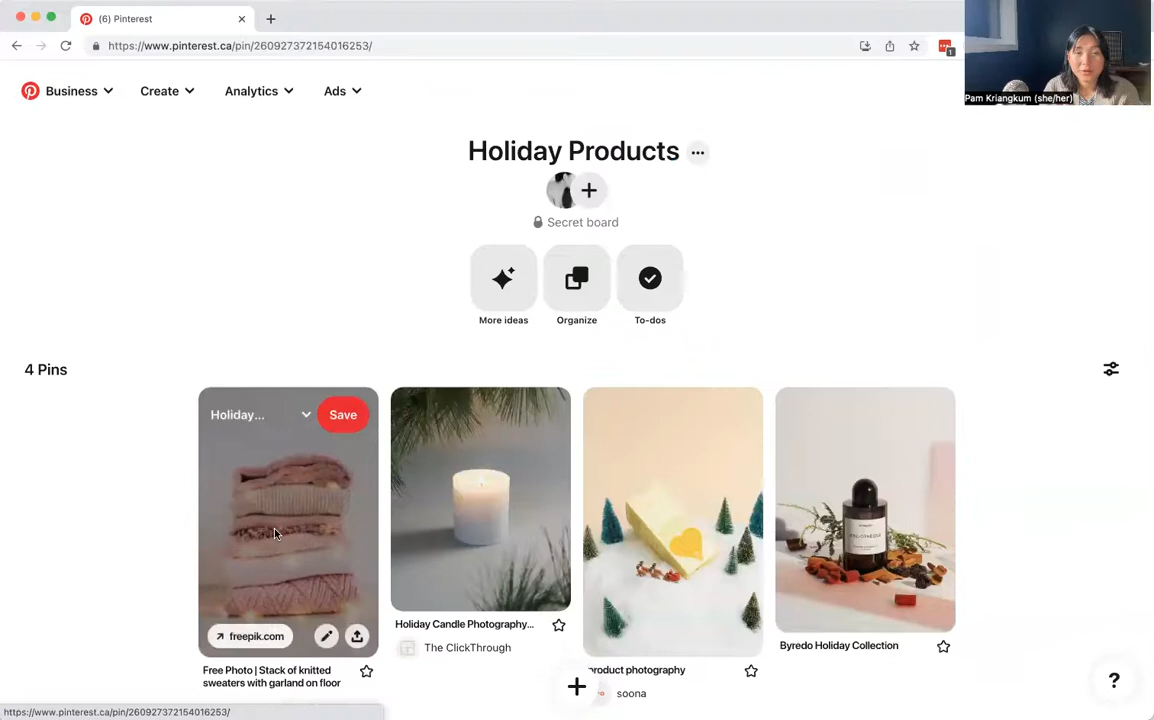 (6) Pinterest
https://www.pinterest.ca/pin/260927372154016253/
1
Pam Kriangkum (she/her)
Business
Create
Analytics
Ads
Holiday Products
Secret board
More ideas
Organize
To-dos
4 Pins
Holiday...
Save
freepik.com
Free Photo | Stack of knitted
sweaters with garland on floor
Holiday Candle Photography...
The ClickThrough
product photography
soona
Byredo Holiday Collection
?
https://www.pinterest.ca/pin/260927372154016253/